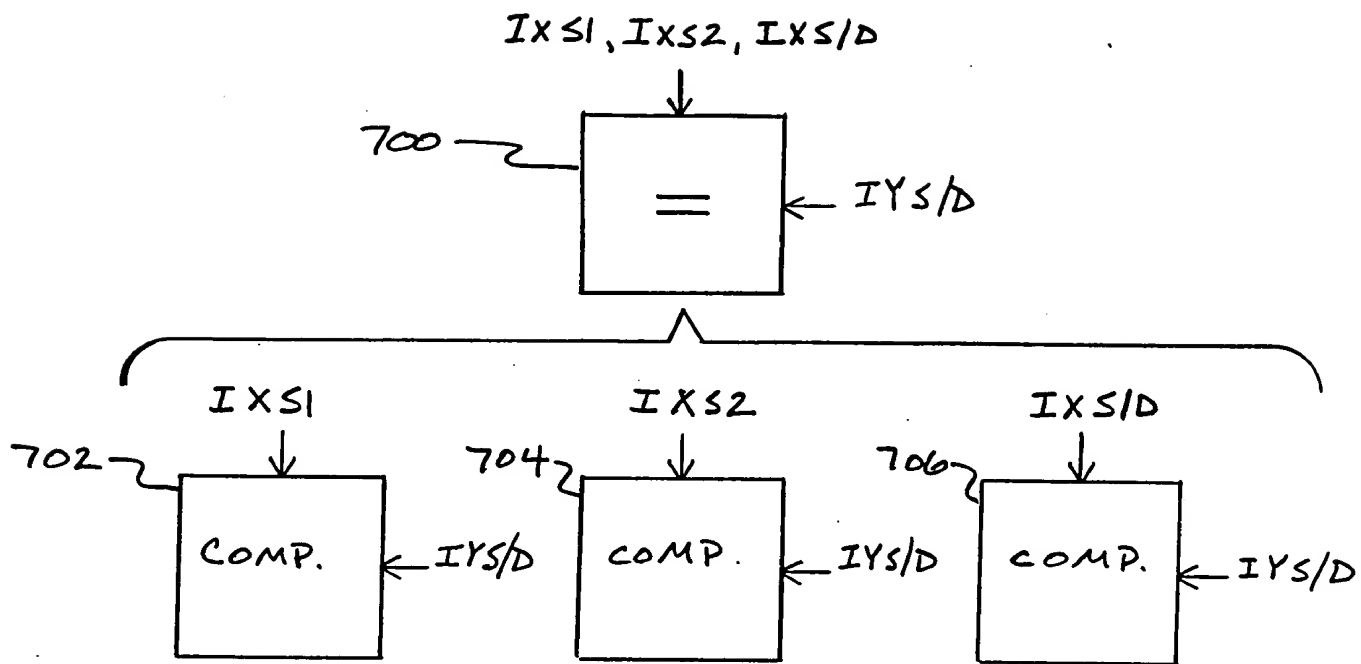 IXS1, IXS2, IXS/D
700
=
IYS/D
IXS1
IXS2
IXS/D
702
704
706
COMP.
IYS/D
COMP.
IYS/D
COMP.
IYS/D